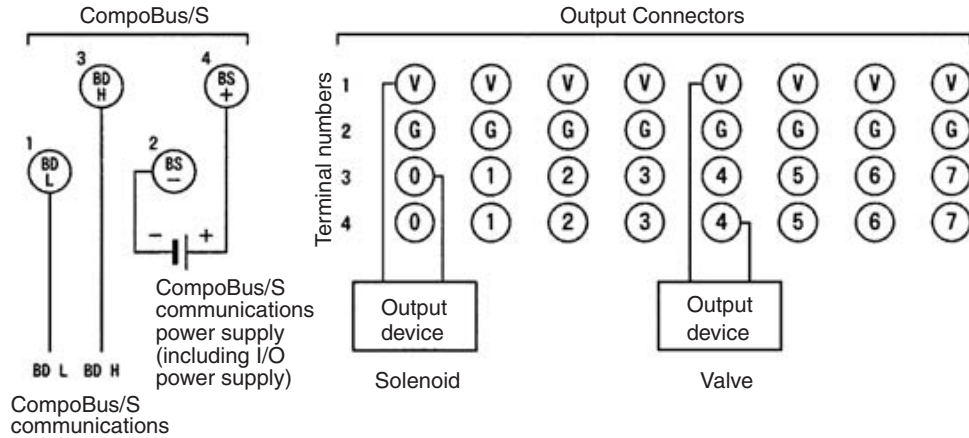 CompoBus/S
3
BD
H
4
BS
+
1
BD
L
2
BS
−
− +
CompoBus/S
communications
power supply
(including I/O
power supply)
BD L BD H
CompoBus/S
communications
Output Connectors
Terminal numbers
1 V V V V V V V V
2 G G G G G G G G
3 0 1 2 3 4 5 6 7
4 0 1 2 3 4 5 6 7
Output
device
Solenoid
Output
device
Valve